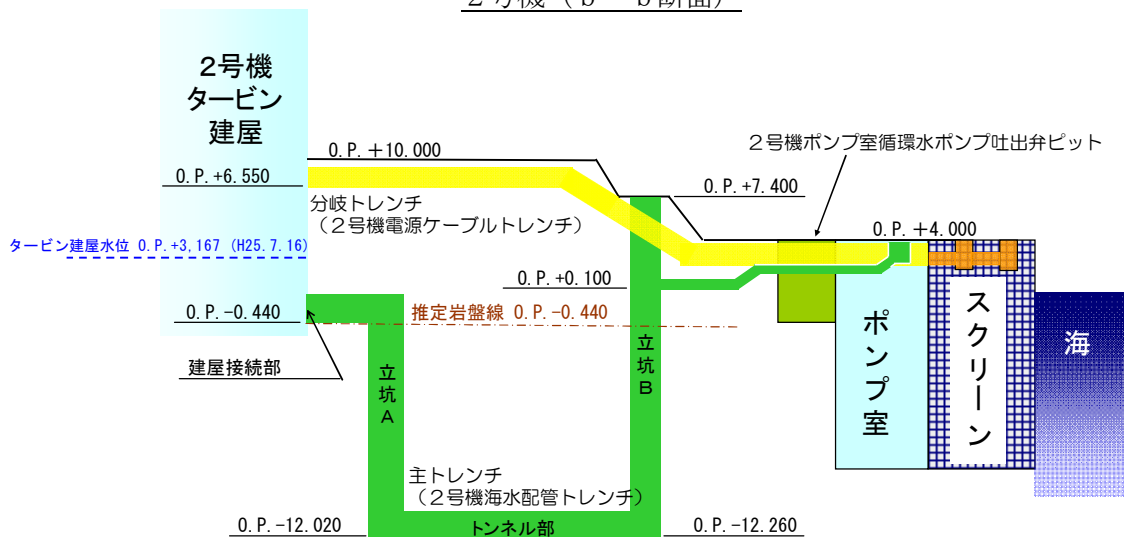 2号機
タービン
建屋
O.P.+10.000
O.P.+6.550
分岐トレンチ
(2号機電源ケーブルトレンチ)
2号機ポンプ室循環水ポンプ吐出弁ピット
O.P.+7.400
O.P.+4.000
タービン建屋水位 O.P.+3,167 (H25.7.16)
O.P.+0.100
O.P.-0.440
推定岩盤線 O.P.-0.440
建屋接続部
立坑A
立坑B
ポンプ室
スクリーン
海
主トレンチ
(2号機海水配管トレンチ)
O.P.-12.020
トンネル部
O.P.-12.260